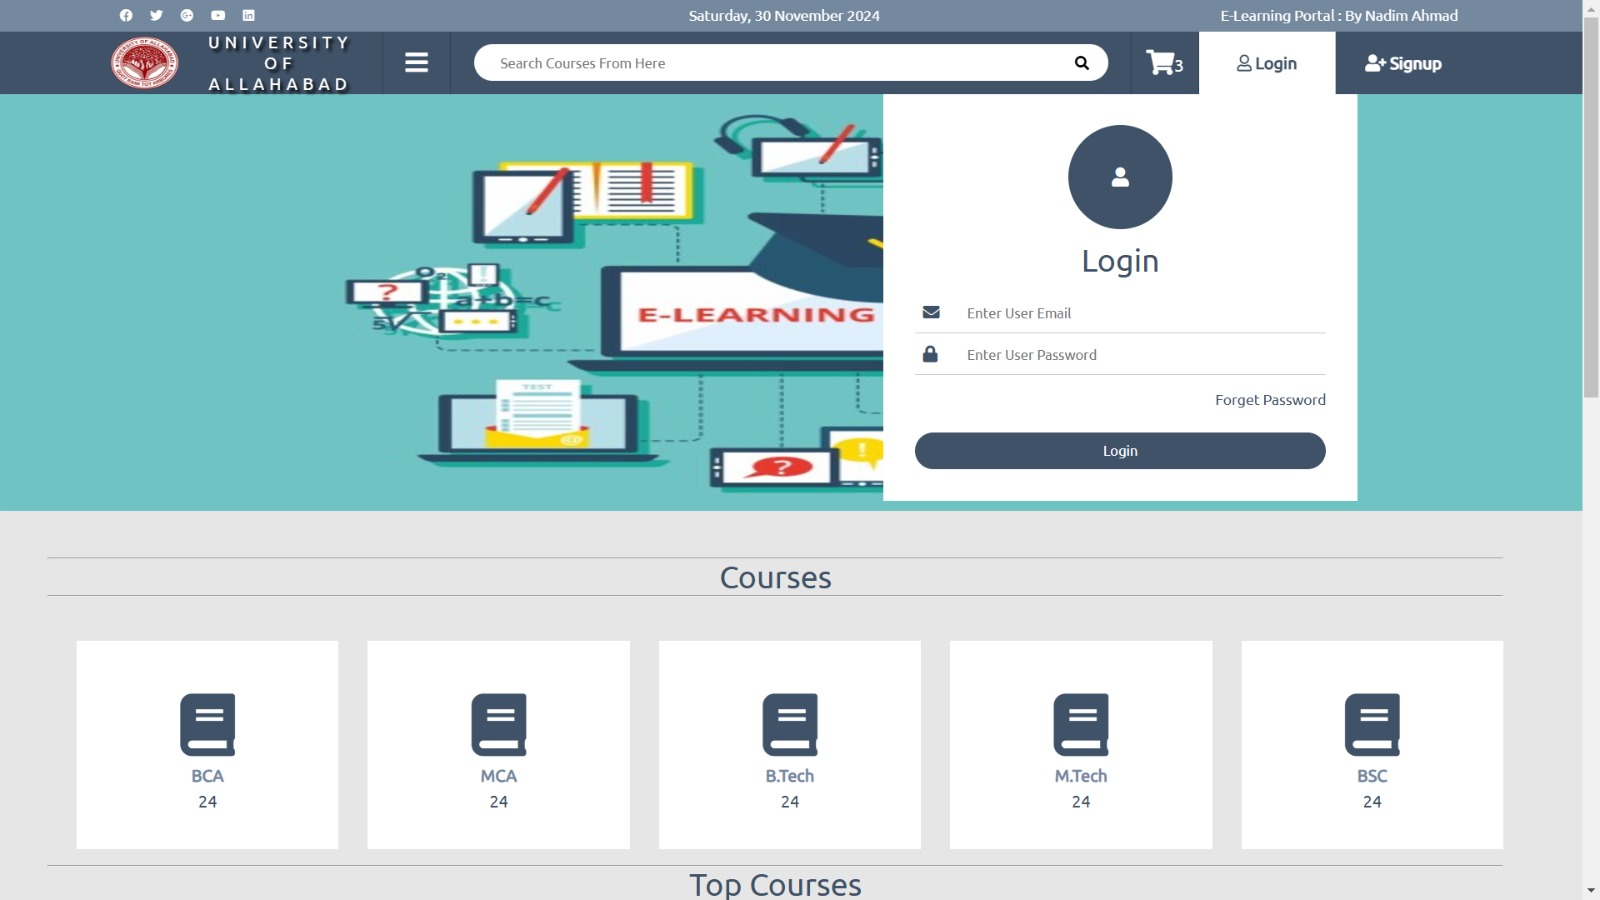 Saturday, 30 November 2024
E-Learning Portal : By Nadim Ahmad
UNIVERSITY
OF
ALLAHABAD
Search Courses From Here
3
Login
Signup
Login
Enter User Email
Enter User Password
Forget Password
Login
O₂
?
a+b=c
5√
E-LEARNING
TEST
@
?
!
Courses
BCA
24
MCA
24
B.Tech
24
M.Tech
24
BSC
24
Top Courses